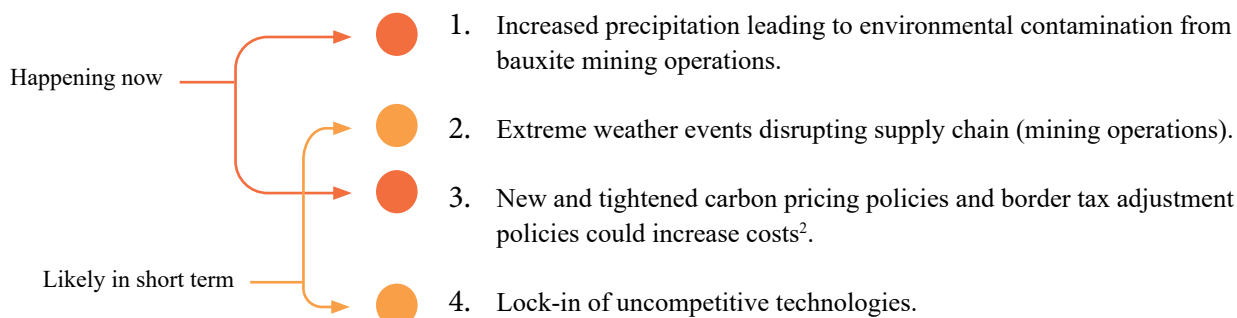 Happening now
1. Increased precipitation leading to environmental contamination from
bauxite mining operations.
2. Extreme weather events disrupting supply chain (mining operations).
3. New and tightened carbon pricing policies and border tax adjustment
policies could increase costs².
Likely in short term
4. Lock-in of uncompetitive technologies.